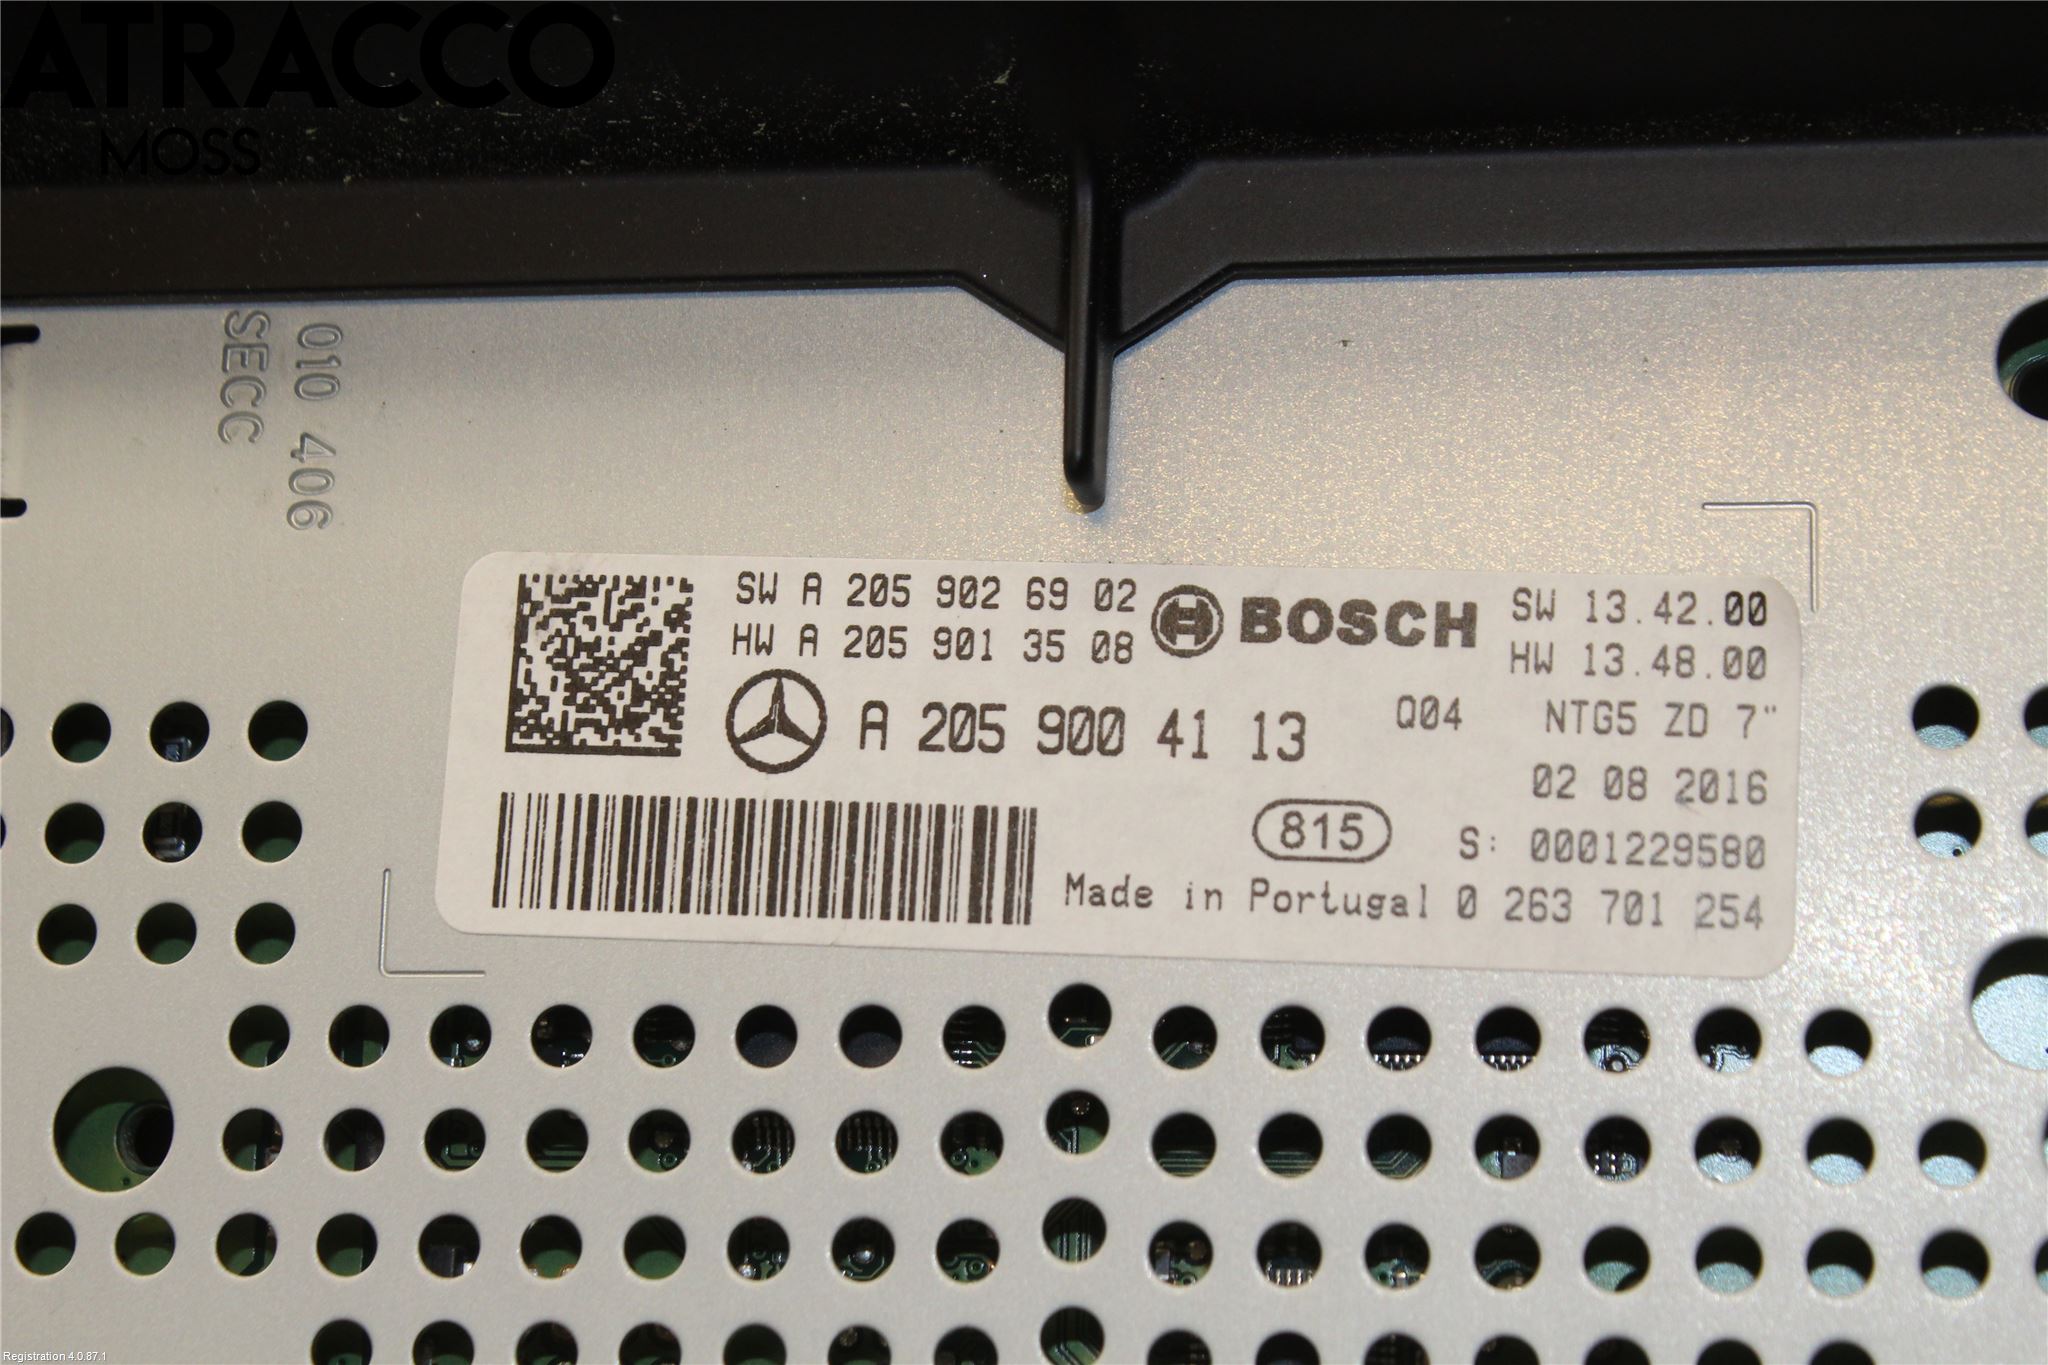 ATRACCO
MOSS
010 406
SECC
SW A 205 902 69 02
HW A 205 901 35 08
BOSCH
SW 13.42.00
HW 13.48.00
A 205 900 41 13
Q04
NTG5 ZD 7"
02 08 2016
815
S: 0001229580
Made in Portugal 0 263 701 254
Registration 4.0.87.1